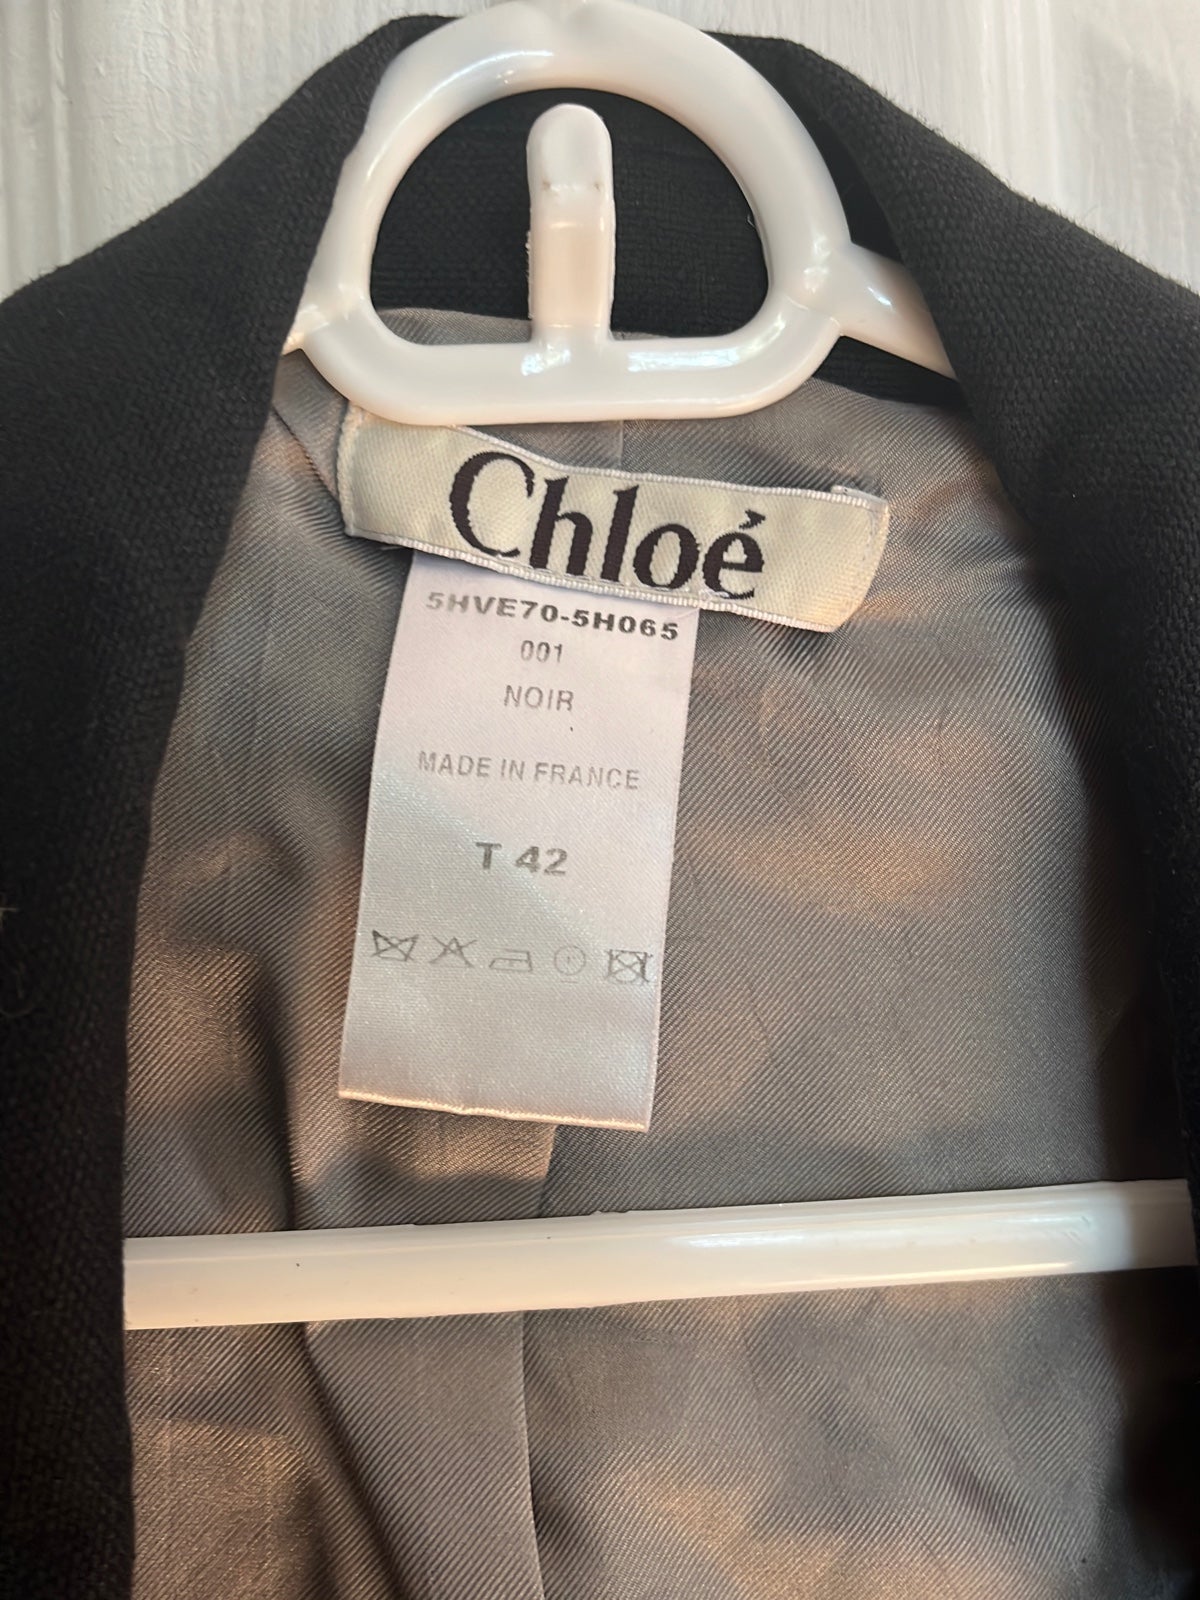 Chloé
5HVE70-5H065
001
NOIR
MADE IN FRANCE
T 42